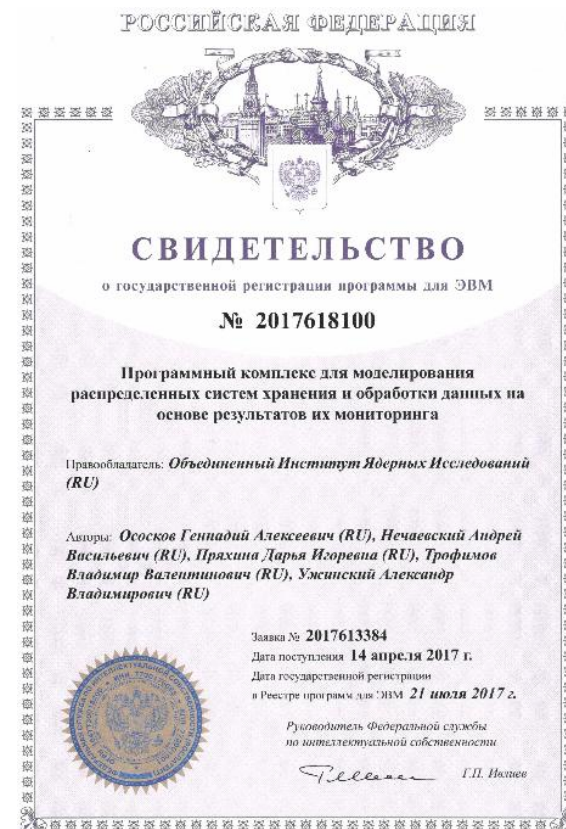 РОССИЙСКАЯ ФЕДЕРАЦИЯ
СВИДЕТЕЛЬСТВО
о государственной регистрации программы для ЭВМ
№ 2017618100
Программный комплекс для моделирования
распределенных систем хранения и обработки данных на
основе результатов их мониторинга
Правообладатель: Объединенный Институт Ядерных Исследований
(RU)
Авторы: Ососков Геннадий Алексеевич (RU), Нечаевский Андрей
Васильевич (RU), Пряхина Дарья Игоревна (RU), Трофимов
Владимир Валентинович (RU), Ужинский Александр
Владимирович (RU)
Заявка № 2017613384
Дата поступления 14 апреля 2017 г.
Дата государственной регистрации
в Реестре программ для ЭВМ 21 июля 2017 г.
Руководитель Федеральной службы
по интеллектуальной собственности
Г.П. Ивлиев